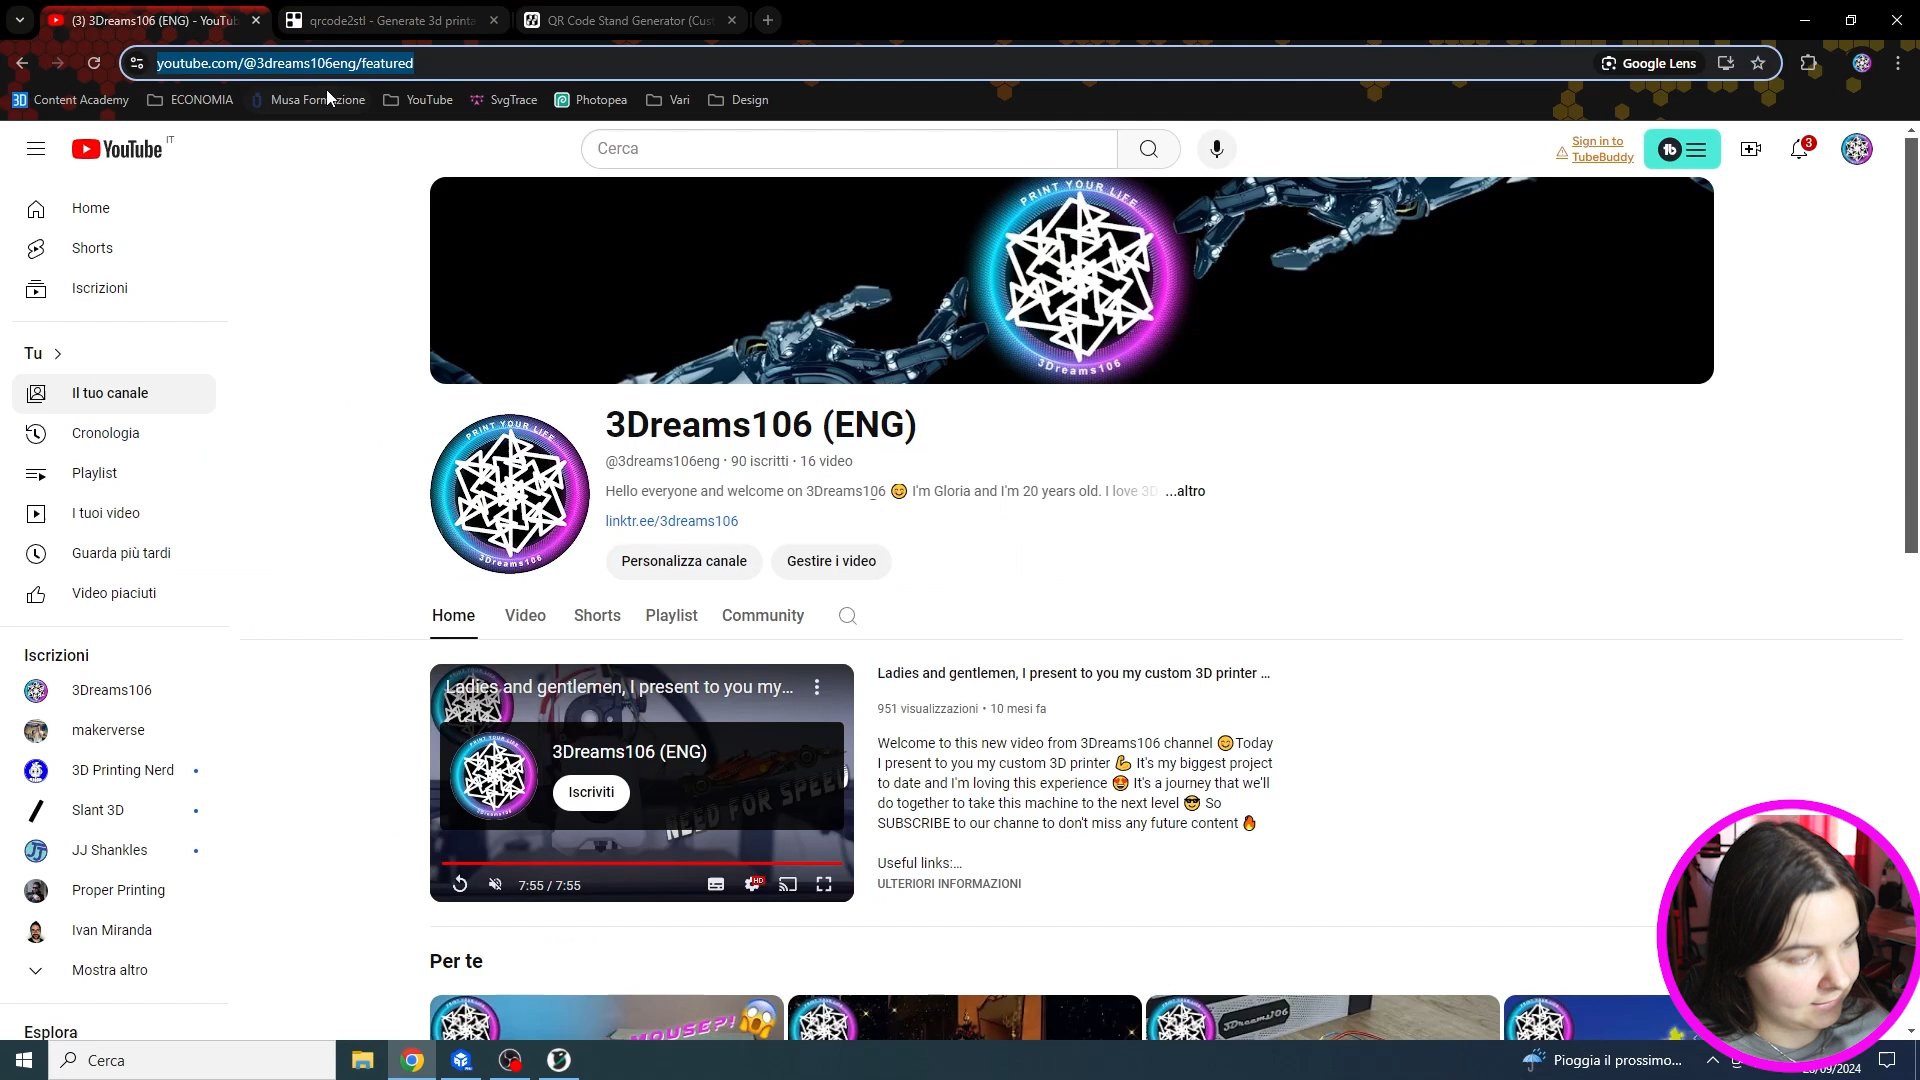 (3) 3Dreams106 (ENG) - YouTub
qrcode2stl - Generate 3d printa
QR Code Stand Generator (Cust
youtube.com/@3dreams106eng/featured
Google Lens
Content Academy
ECONOMIA
Musa Formazione
YouTube
SvgTrace
Photopea
Vari
Design
YouTube IT
Cerca
Sign in to
TubeBuddy
tb
3
Home
Shorts
Iscrizioni
Tu
Il tuo canale
Cronologia
Playlist
I tuoi video
Guarda più tardi
Video piaciuti
Iscrizioni
3Dreams106
makerverse
3D Printing Nerd
Slant 3D
JJ Shankles
Proper Printing
Ivan Miranda
Mostra altro
Esplora
PRINT YOUR LIFE
3Dreams106
PRINT YOUR LIFE
3Dreams106
3Dreams106 (ENG)
@3dreams106eng · 90 iscritti · 16 video
Hello everyone and welcome on 3Dreams106 😊 I'm Gloria and I'm 20 years old. I love 3D ...altro
linktr.ee/3dreams106
Personalizza canale
Gestire i video
Home
Video
Shorts
Playlist
Community
Ladies and gentlemen, I present to you my...
3Dreams106 (ENG)
Iscriviti
NEED FOR SPEED
7:55 / 7:55
HD
Ladies and gentlemen, I present to you my custom 3D printer ...
951 visualizzazioni • 10 mesi fa
Welcome to this new video from 3Dreams106 channel 😊Today
I present to you my custom 3D printer 💪 It's my biggest project
to date and I'm loving this experience 🤩 It's a journey that we'll
do together to take this machine to the next level 😎 So
SUBSCRIBE to our channe to don't miss any future content 🔥
Useful links:...
ULTERIORI INFORMAZIONI
Per te
MOUSE?!
3Dreams106
Cerca
Pioggia il prossimo...